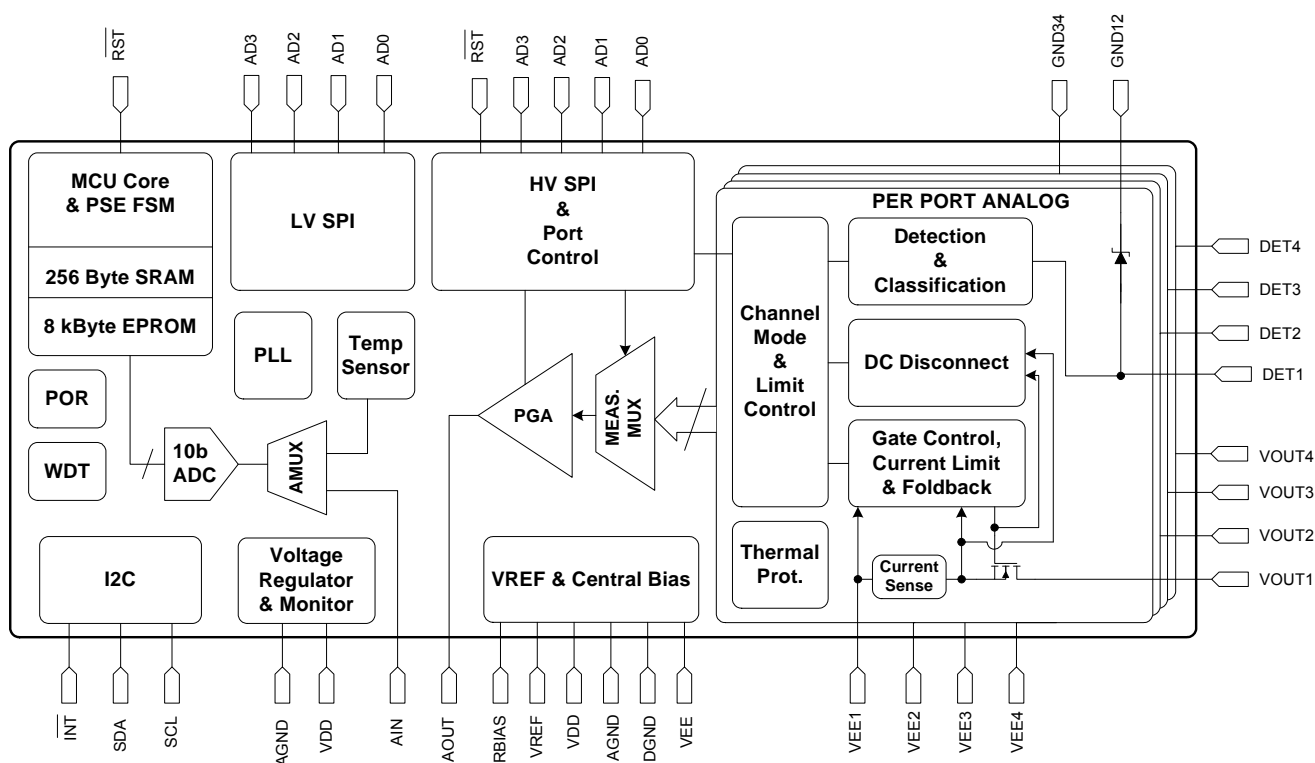 RST
AD3
AD2
AD1
AD0
RST
AD3
AD2
AD1
AD0
GND34
GND12
MCU Core
& PSE FSM
256 Byte SRAM
8 kByte EPROM
LV SPI
HV SPI
&
Port
Control
PER PORT ANALOG
Detection
&
Classification
Channel
Mode
&
Limit
Control
DC Disconnect
Gate Control,
Current Limit
& Foldback
Current
Sense
Thermal
Prot.
DET4
DET3
DET2
DET1
VOUT4
VOUT3
VOUT2
VOUT1
PLL
Temp
Sensor
POR
WDT
10b
ADC
AMUX
PGA
MEAS.
MUX
I2C
Voltage
Regulator
& Monitor
VREF & Central Bias
INT
SDA
SCL
AGND
VDD
AIN
AOUT
RBIAS
VREF
VDD
AGND
DGND
VEE
VEE1
VEE2
VEE3
VEE4